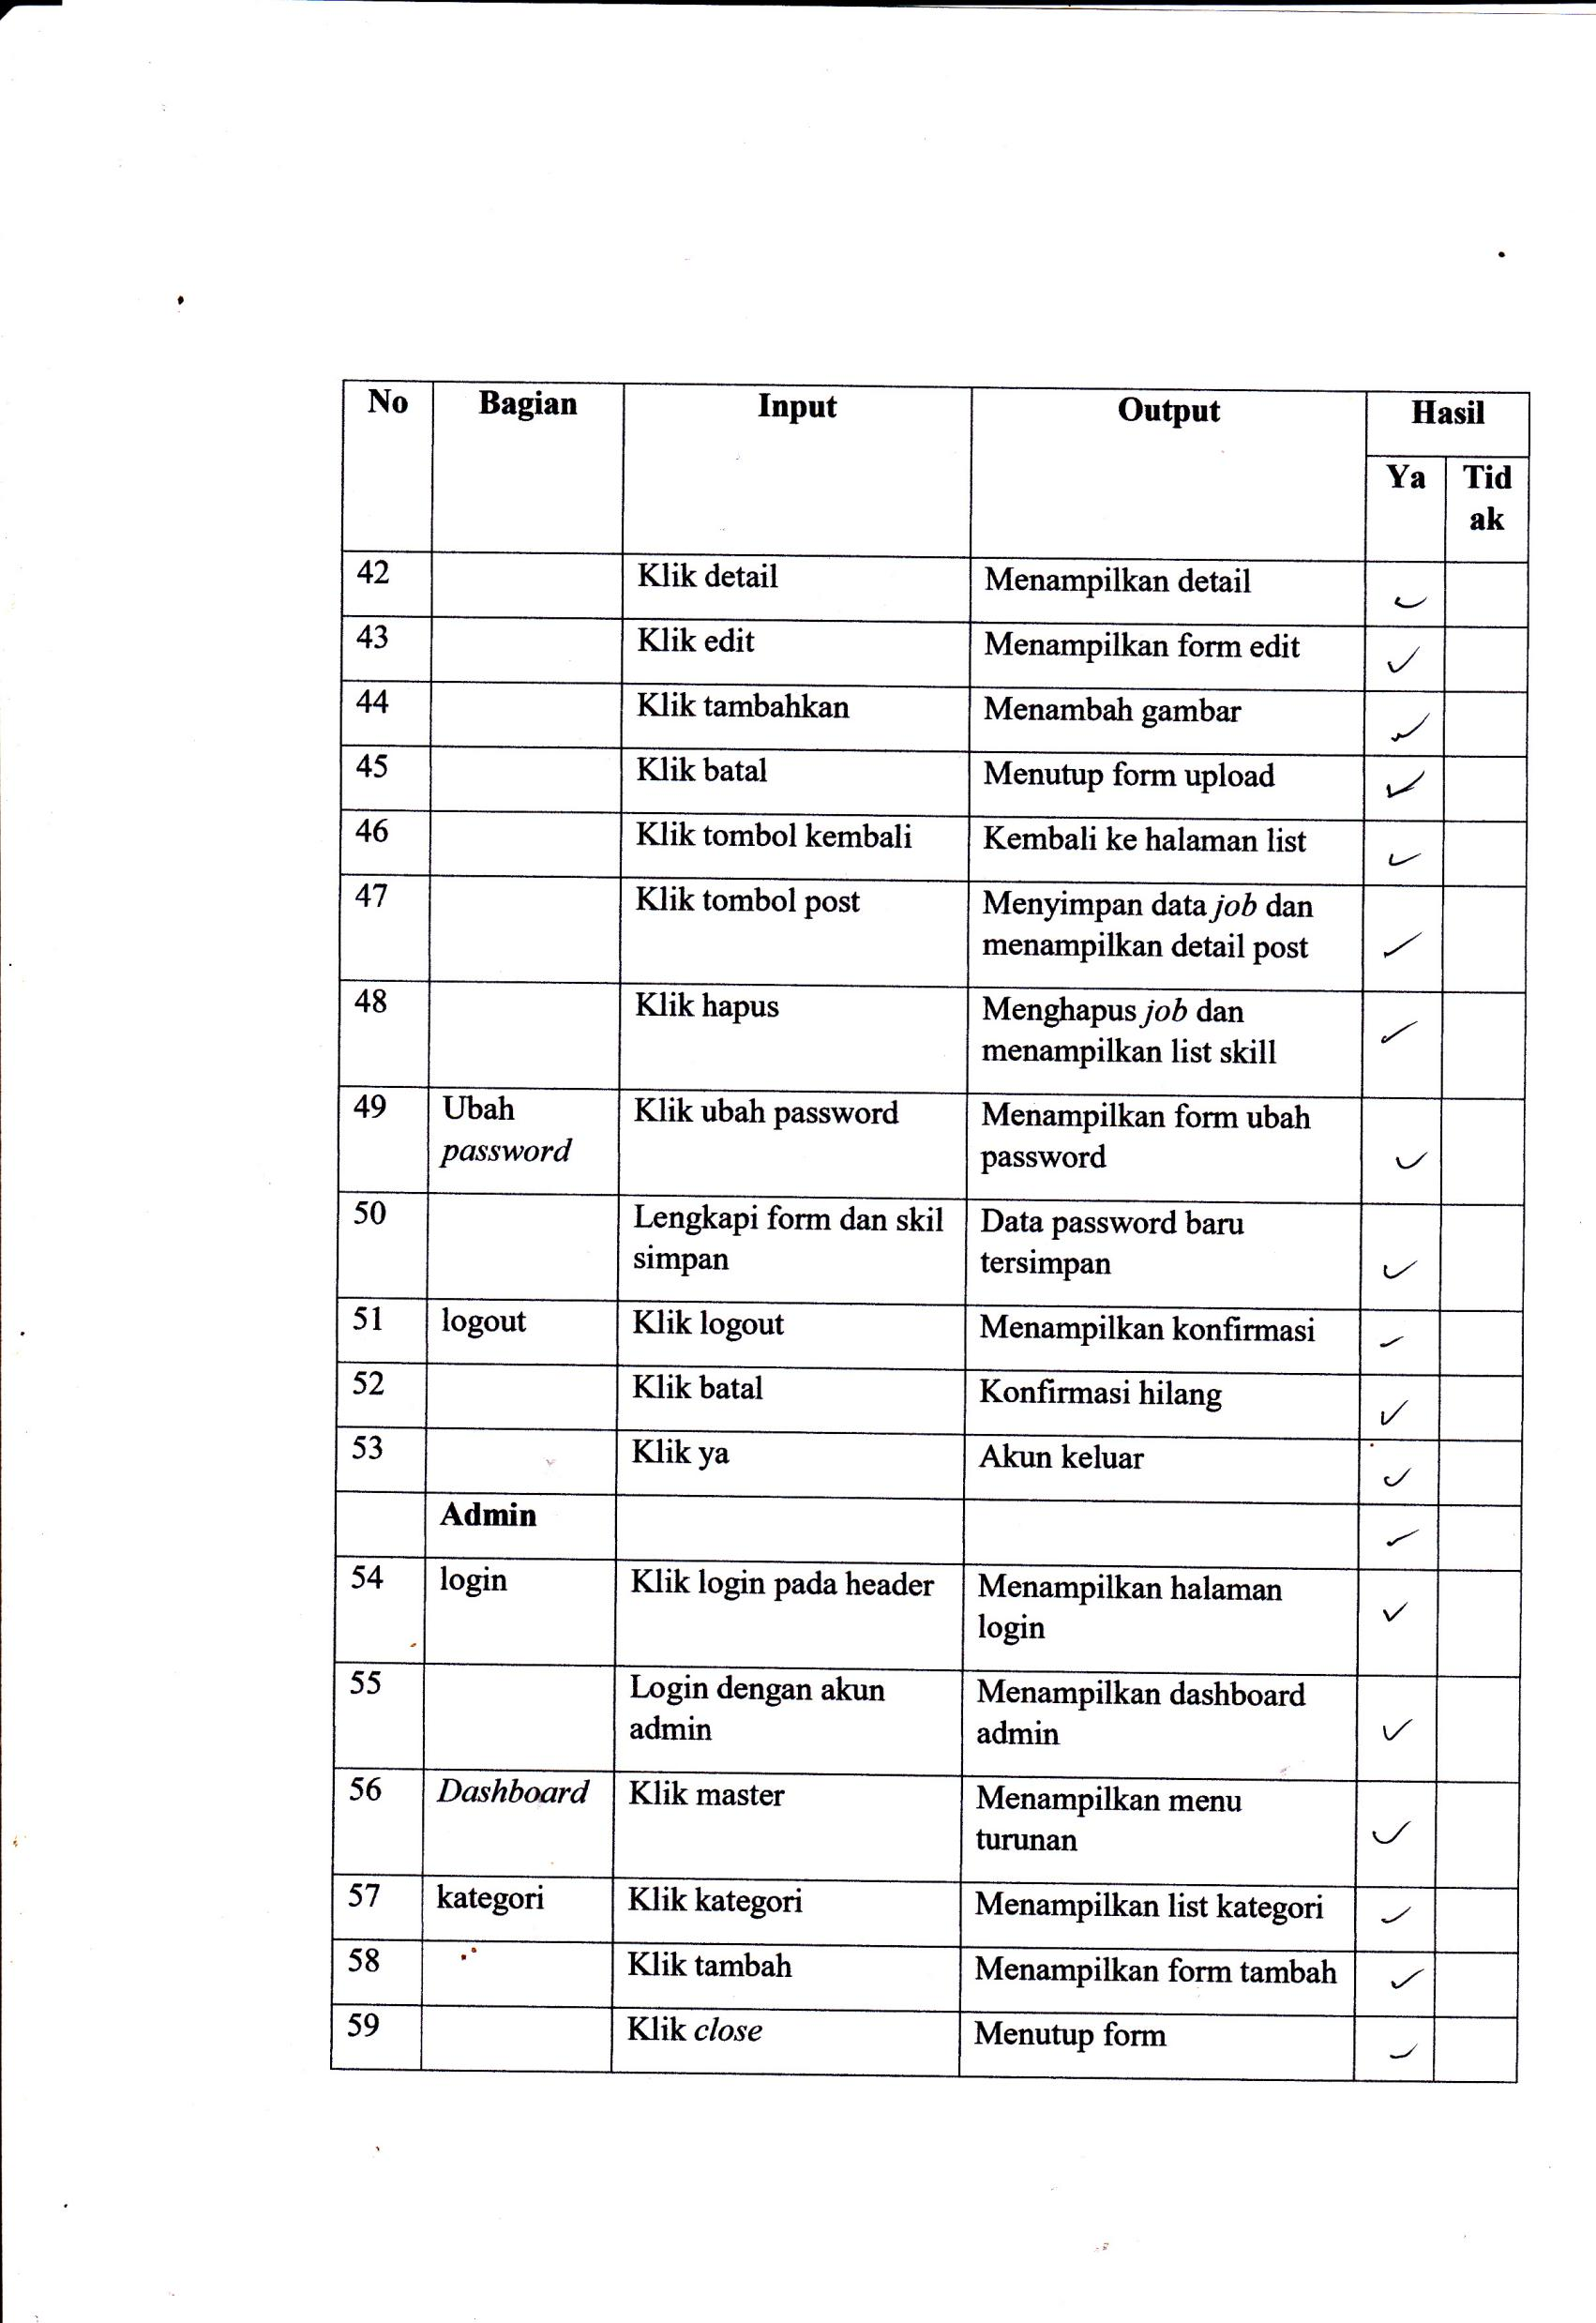 No Bagian Input Output Hasil
Ya Tid
ak
42 Klik detail Menampilkan detail ✓
43 Klik edit Menampilkan form edit ✓
44 Klik tambahkan Menambah gambar ✓
45 Klik batal Menutup form upload ✓
46 Klik tombol kembali Kembali ke halaman list ✓
47 Klik tombol post Menyimpan data job dan
menampilkan detail post ✓
48 Klik hapus Menghapus job dan
menampilkan list skill ✓
49 Ubah Klik ubah password Menampilkan form ubah
password password ✓
50 Lengkapi form dan skil Data password baru
simpan tersimpan ✓
51 logout Klik logout Menampilkan konfirmasi ✓
52 Klik batal Konfirmasi hilang ✓
53 Klik ya Akun keluar ✓
Admin ✓
54 login Klik login pada header Menampilkan halaman
login ✓
55 Login dengan akun Menampilkan dashboard
admin admin ✓
56 Dashboard Klik master Menampilkan menu
turunan ✓
57 kategori Klik kategori Menampilkan list kategori ✓
58 Klik tambah Menampilkan form tambah ✓
59 Klik close Menutup form ✓